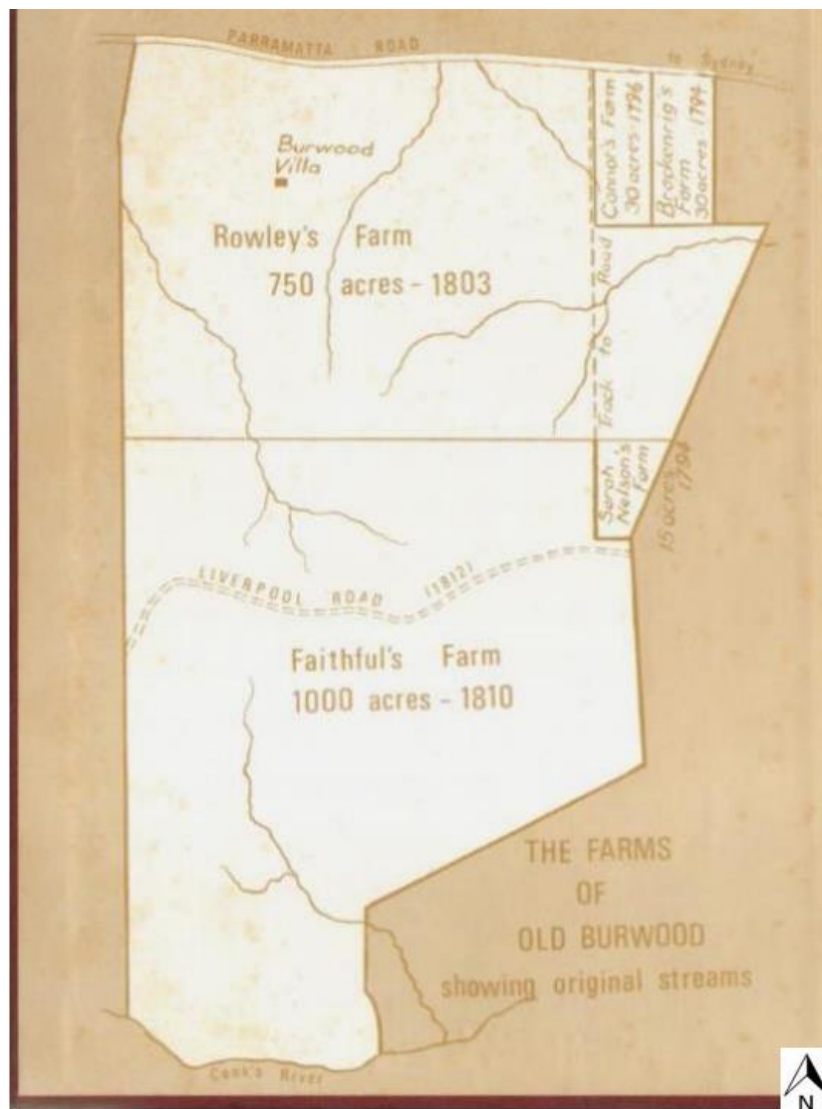 PARRAMATTA ROAD
to Sydney
Connor's Farm
30 acres 1796
Brackenrig's
Farm
30 acres 1794
Burwood
Villa
Rowley's Farm
750 acres - 1803
Track to Road
Sarah
Nelson's
Farm
15 acres
1794
LIVERPOOL ROAD (1812)
Faithful's Farm
1000 acres - 1810
THE FARMS
OF
OLD BURWOOD
showing original streams
Cook's River
N